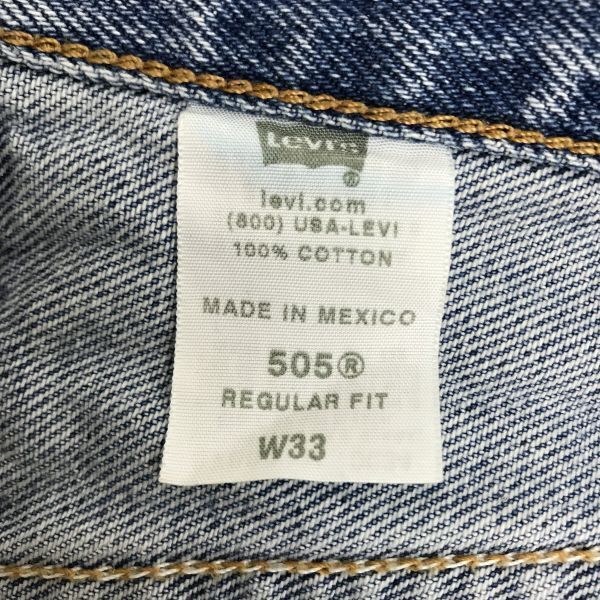 Levi's
®
levi.com
(800) USA-LEVI
100% COTTON
MADE IN MEXICO
505®
REGULAR FIT
W33